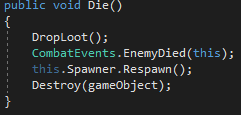 public void Die()
{
DropLoot();
CombatEvents.EnemyDied(this);
this.Spawner.Respawn();
Destroy(gameObject);
}